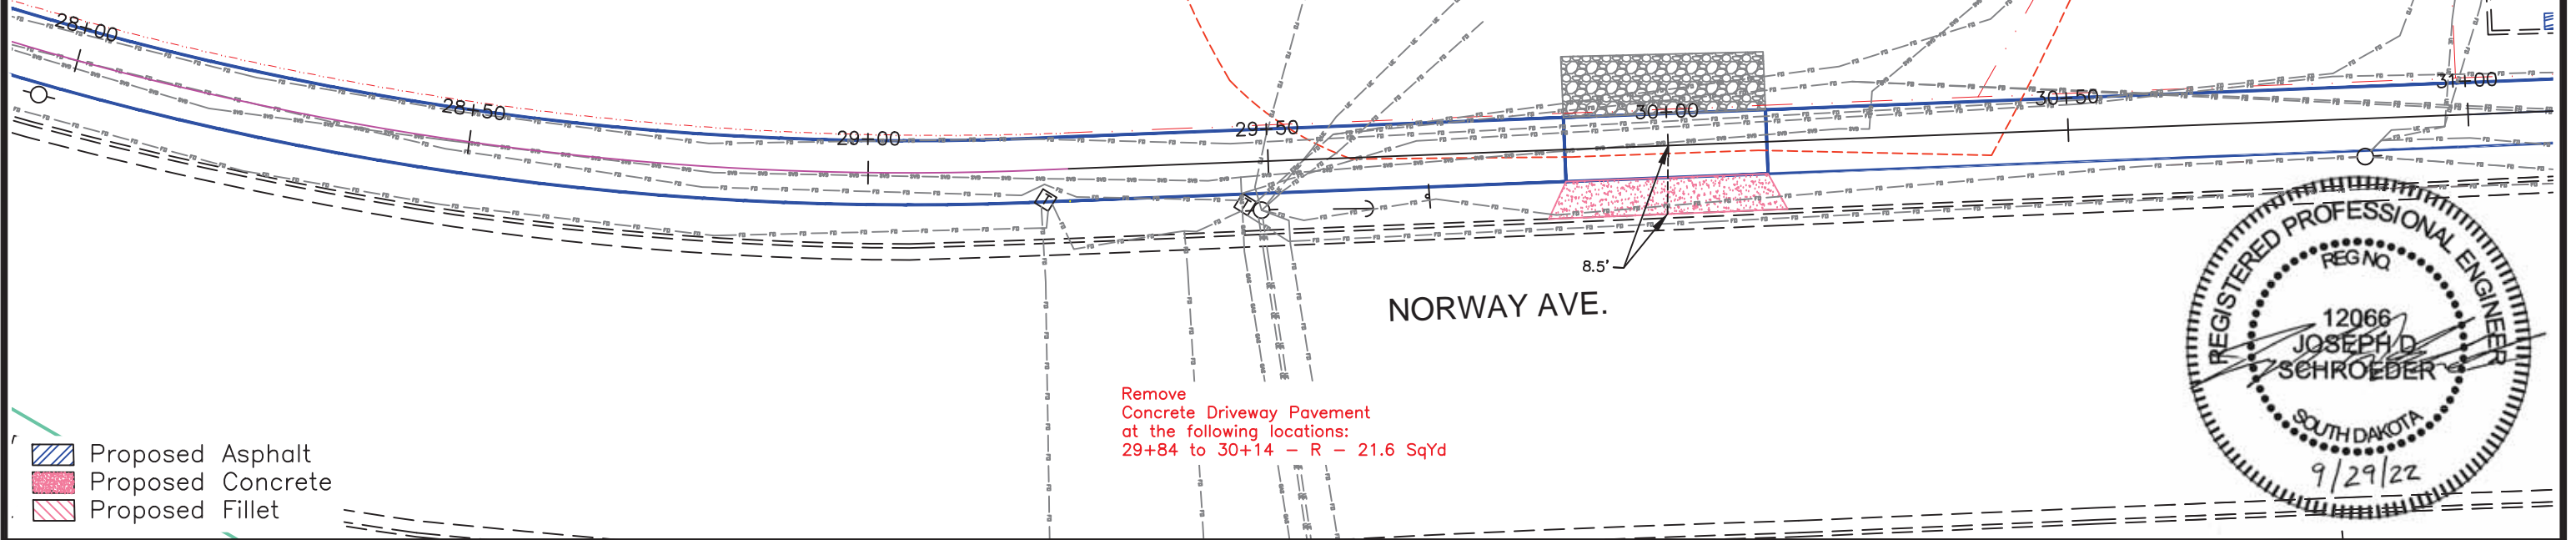 28+00
28+50
29+00
29+50
30+00
30+50
31+00
T
8.5'
NORWAY AVE.
Remove
Concrete Driveway Pavement
at the following locations:
29+84 to 30+14 – R – 21.6 SqYd
Proposed Asphalt
Proposed Concrete
Proposed Fillet
REGISTERED PROFESSIONAL ENGINEER
REG NO.
12066
JOSEPH D.
SCHROEDER
SOUTH DAKOTA
9/29/22